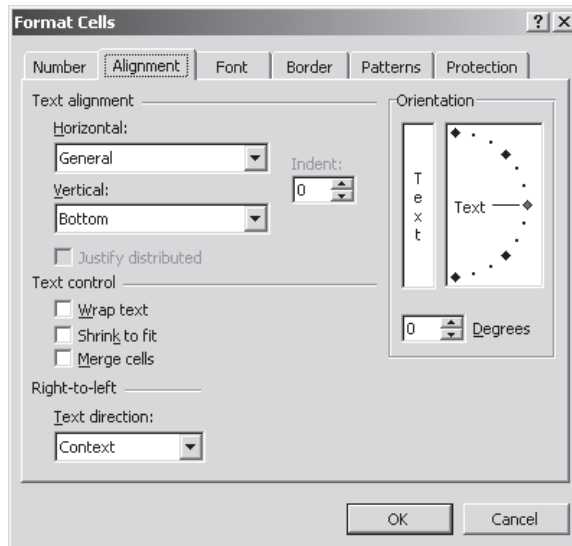 Format Cells
Number Alignment Font Border Patterns Protection
Text alignment
Horizontal:
General
Vertical:
Bottom
Indent:
0
Justify distributed
Text control
Wrap text
Shrink to fit
Merge cells
Right-to-left
Text direction:
Context
Orientation
Text
Text
0 Degrees
OK Cancel